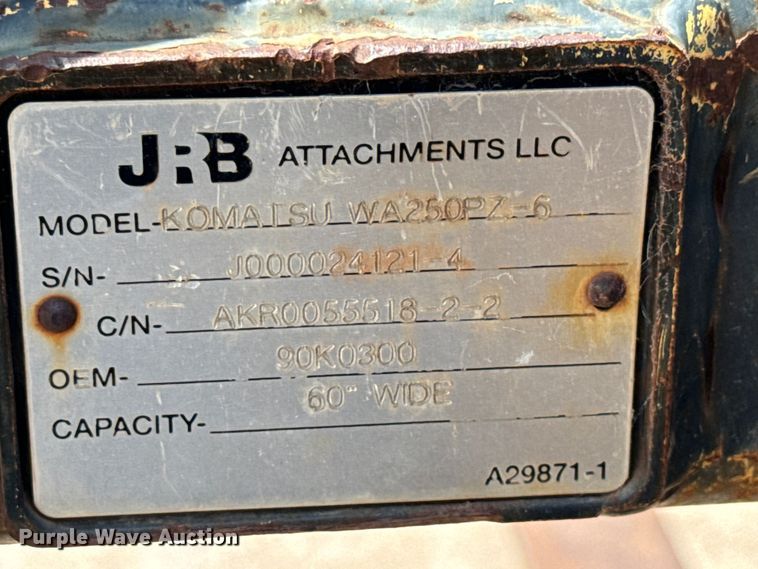 JRB ATTACHMENTS LLC
MODEL-KOMATSU WA250PZ-6
S/N- J000024121-4
C/N- AKR0055518-2-2
OEM- 90K0300
CAPACITY- 60" WIDE
A29871-1
Purple Wave Auction